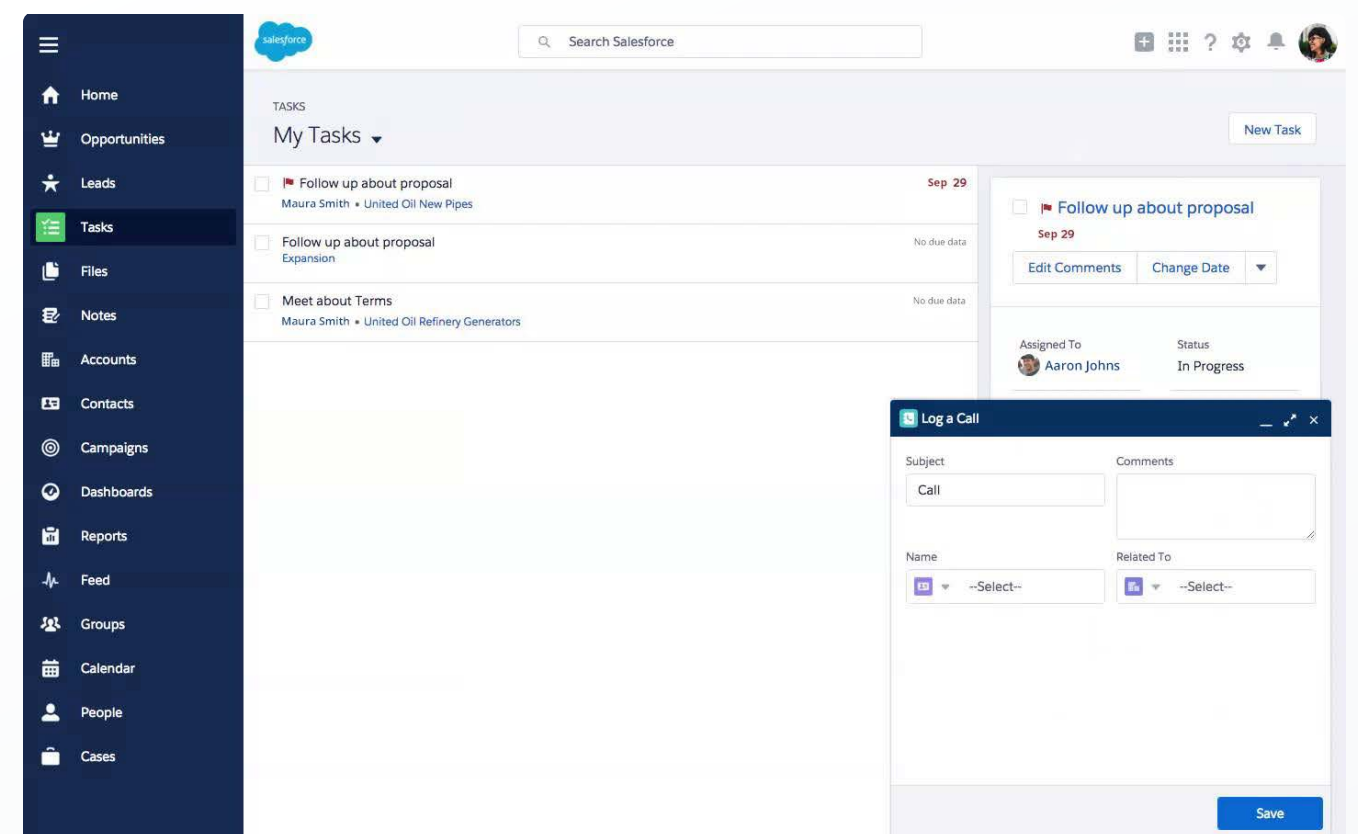 salesforce
Search Salesforce
Home
Opportunities
Leads
Tasks
Files
Notes
Accounts
Contacts
Campaigns
Dashboards
Reports
Feed
Groups
Calendar
People
Cases
TASKS
My Tasks
New Task
Follow up about proposal Sep 29
Maura Smith • United Oil New Pipes
Follow up about proposal No due data
Expansion
Meet about Terms No due data
Maura Smith • United Oil Refinery Generators
Follow up about proposal
Sep 29
Edit Comments Change Date
Assigned To Status
Aaron Johns In Progress
Log a Call
Subject Comments
Call
Name Related To
--Select-- --Select--
Save